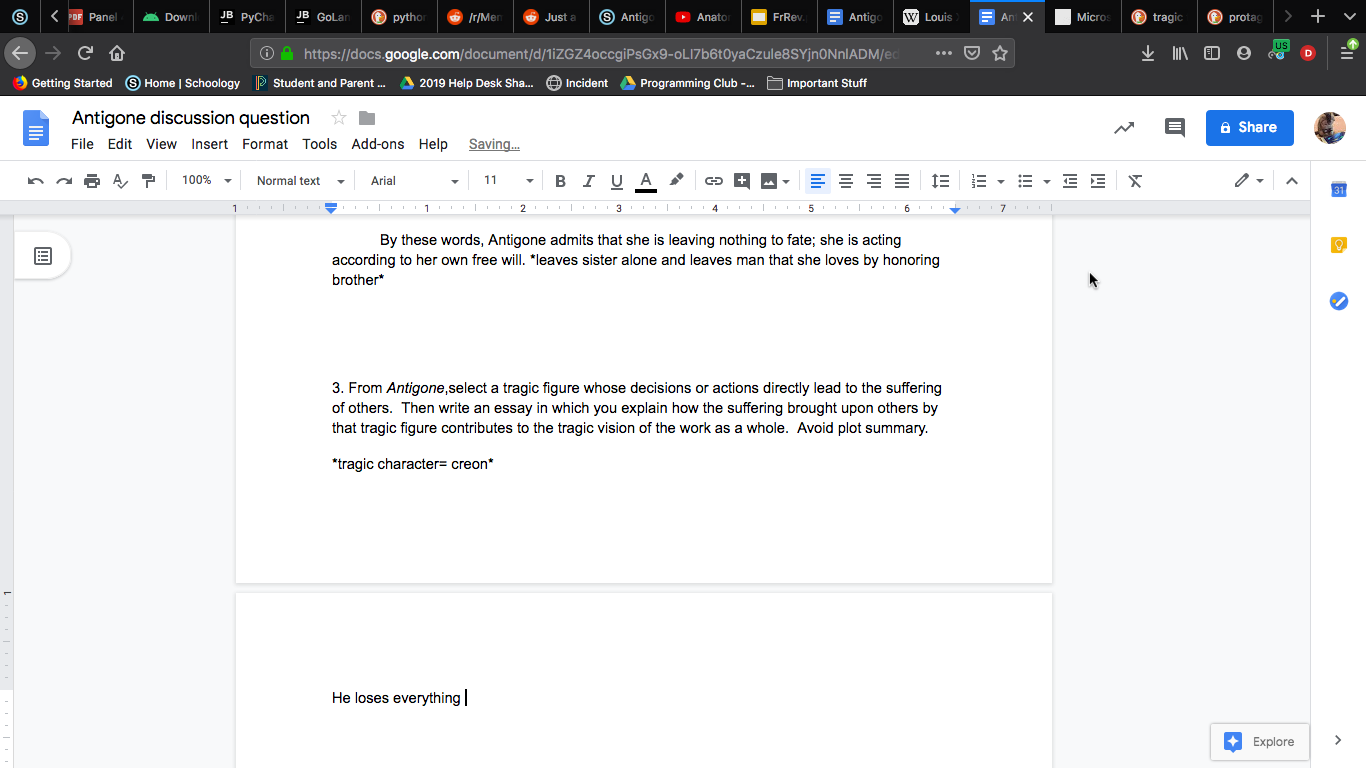 Panel
Downl
PyCha
GoLan
python
/r/Men
Just a
Antigo
Anator
FrRev.
Antigo
Louis
Ant
Micros
tragic
protag
https://docs.google.com/document/d/1iZGZ4occgiPsGx9-oLl7b6t0yaCzule8SYjn0NnlADM/ed
US
D
Getting Started
Home | Schoology
Student and Parent ...
2019 Help Desk Sha...
Incident
Programming Club -...
Important Stuff
Antigone discussion question
File Edit View Insert Format Tools Add-ons Help Saving...
Share
100% Normal text Arial 11 B I U A
1 1 2 3 4 5 6 7
31
By these words, Antigone admits that she is leaving nothing to fate; she is acting
according to her own free will. *leaves sister alone and leaves man that she loves by honoring
brother*
3. From Antigone,select a tragic figure whose decisions or actions directly lead to the suffering
of others.  Then write an essay in which you explain how the suffering brought upon others by
that tragic figure contributes to the tragic vision of the work as a whole.  Avoid plot summary.
*tragic character= creon*
1
He loses everything
Explore